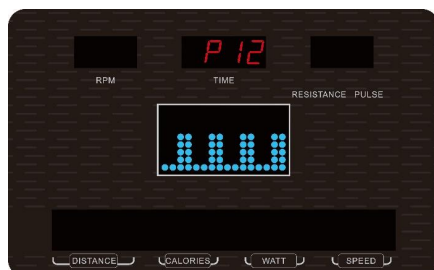 P12
RPM TIME
RESISTANCE PULSE
DISTANCE CALORIES WATT SPEED